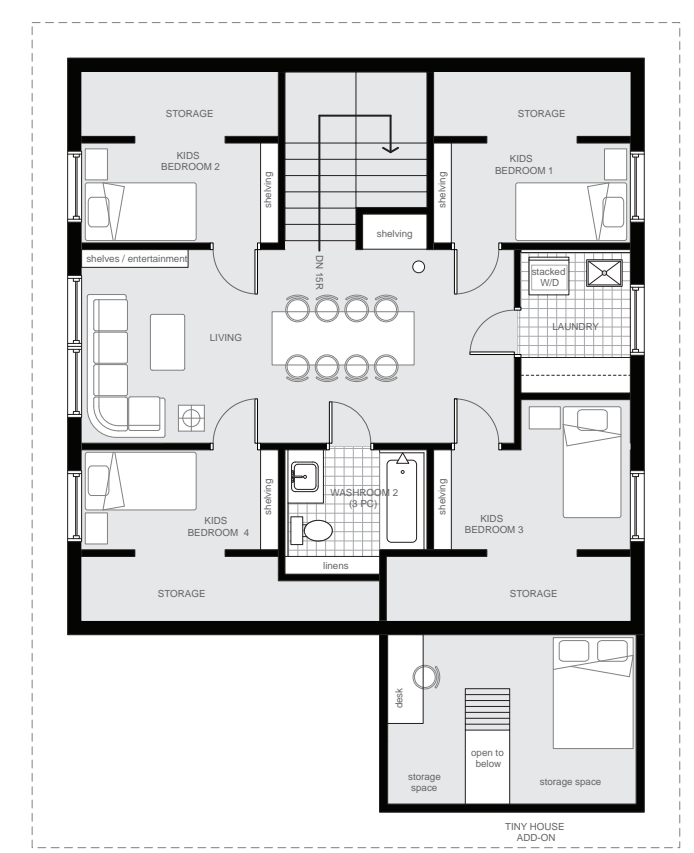 STORAGE
STORAGE
KIDS
BEDROOM 2
KIDS
BEDROOM 1
shelving
shelving
shelving
shelves / entertainment
DN 15R
stacked
W/D
LAUNDRY
LIVING
WASHROOM 2
(3 PC)
shelving
shelving
KIDS
BEDROOM 4
KIDS
BEDROOM 3
linens
STORAGE
STORAGE
desk
open to
below
storage
space
storage space
TINY HOUSE
ADD-ON